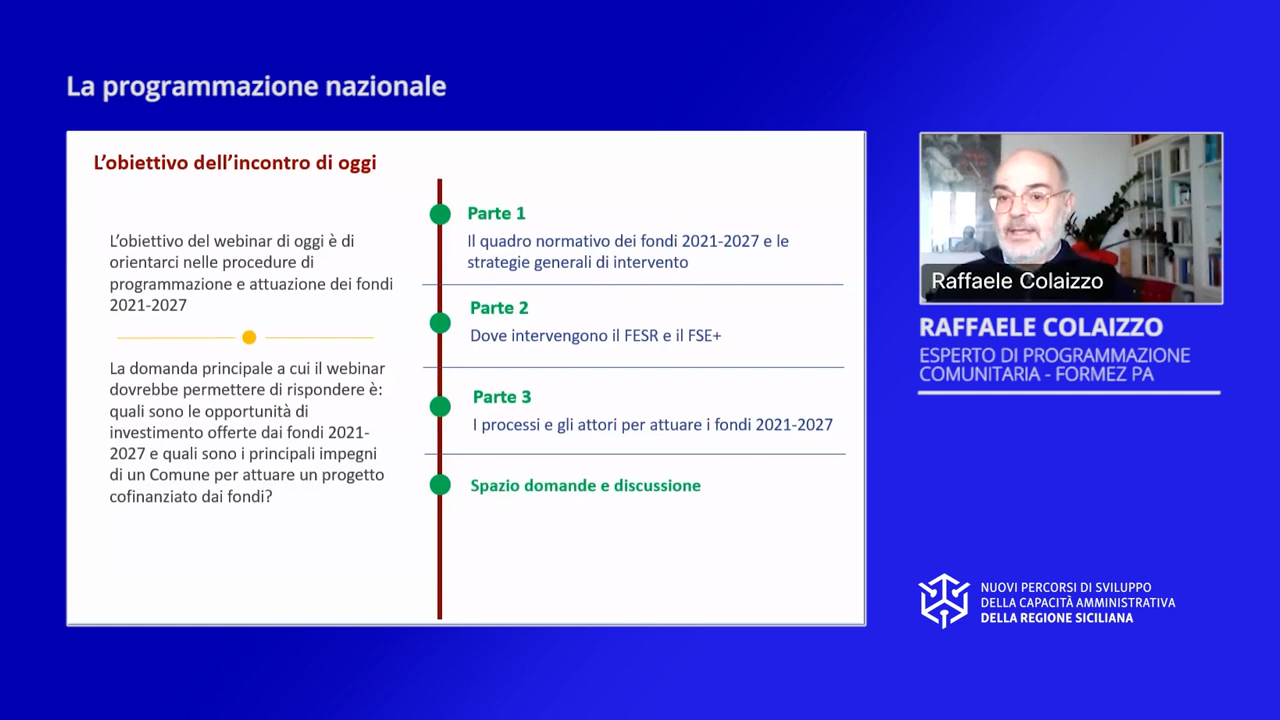 La programmazione nazionale
L'obiettivo dell'incontro di oggi
L'obiettivo del webinar di oggi è di
orientarci nelle procedure di
programmazione e attuazione dei fondi
2021-2027
La domanda principale a cui il webinar
dovrebbe permettere di rispondere è:
quali sono le opportunità di
investimento offerte dai fondi 2021-
2027 e quali sono i principali impegni
di un Comune per attuare un progetto
cofinanziato dai fondi?
Parte 1
Il quadro normativo dei fondi 2021-2027 e le
strategie generali di intervento
Parte 2
Dove intervengono il FESR e il FSE+
Parte 3
I processi e gli attori per attuare i fondi 2021-2027
Spazio domande e discussione
Raffaele Colaizzo
RAFFAELE COLAIZZO
ESPERTO DI PROGRAMMAZIONE
COMUNITARIA - FORMEZ PA
NUOVI PERCORSI DI SVILUPPO
DELLA CAPACITÀ AMMINISTRATIVA
DELLA REGIONE SICILIANA